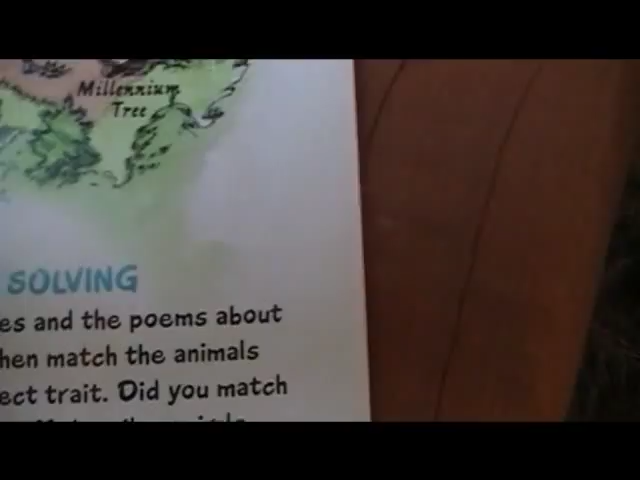 Millennium
Tree
SOLVING
es and the poems about
hen match the animals
ect trait. Did you match